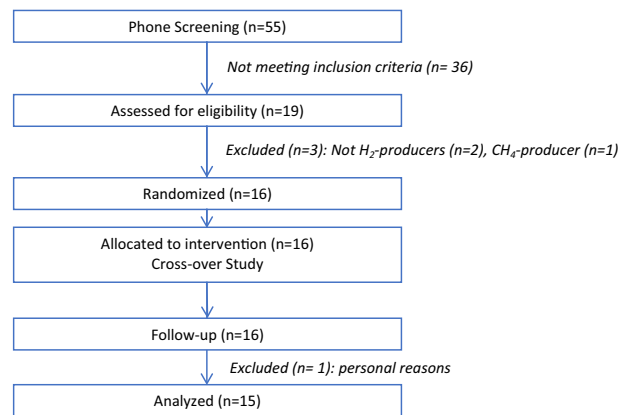 Phone Screening (n=55)
Not meeting inclusion criteria (n= 36)
Assessed for eligibility (n=19)
Excluded (n=3): Not H₂-producers (n=2), CH₄-producer (n=1)
Randomized (n=16)
Allocated to intervention (n=16)
Cross-over Study
Follow-up (n=16)
Excluded (n= 1): personal reasons
Analyzed (n=15)